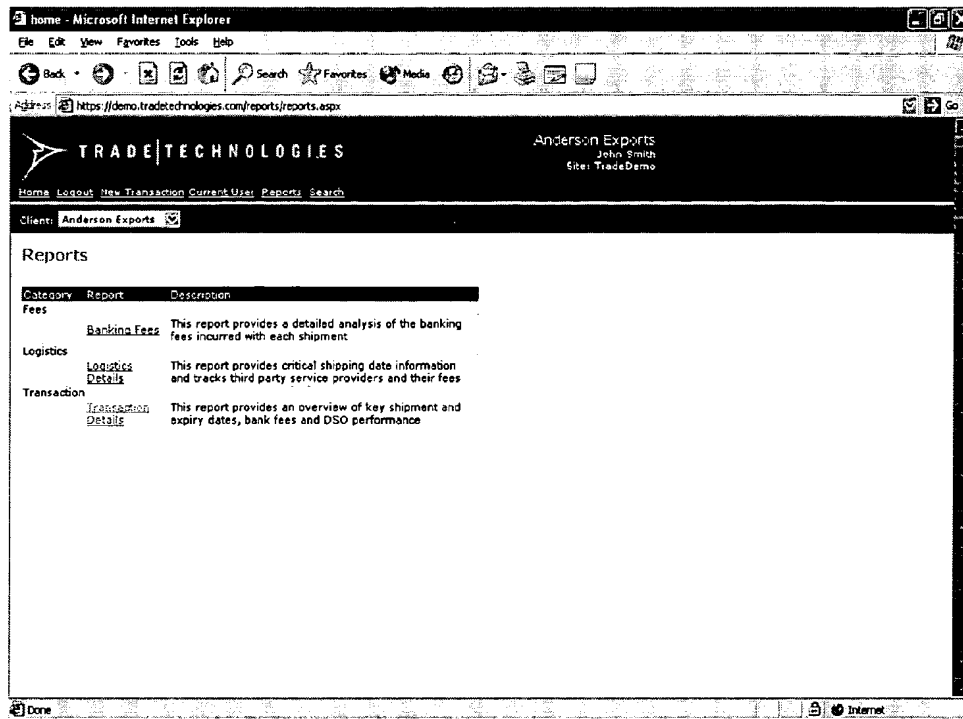 home - Microsoft Internet Explorer
File Edit View Favorites Tools Help
Back Search Favorites Media
Address https://demo.tradetechnologies.com/reports/reports.aspx Go
TRADE|TECHNOLOGIES
Anderson Exports
John Smith
Site: TradeDemo
Home Logout New Transaction Current User Reports Search
Client: Anderson Exports
Reports
Category Report Description
Fees
Banking Fees This report provides a detailed analysis of the banking
fees incurred with each shipment
Logistics
Logistics This report provides critical shipping date information
Details and tracks third party service providers and their fees
Transaction
Transaction This report provides an overview of key shipment and
Details expiry dates, bank fees and DSO performance
Done Internet